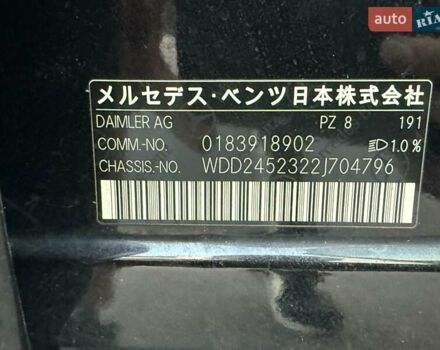 AUTO RIA
メルセデス・ベンツ日本株式会社
DAIMLER AG PZ 8 191
COMM.-NO. 0183918902 1.0%
CHASSIS.-NO. WDD2452322J704796